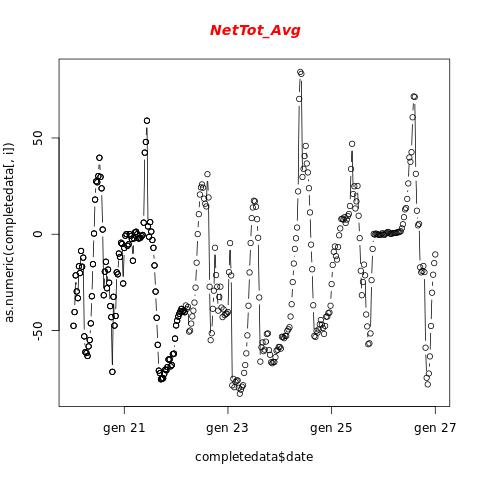 NetTot_Avg
as.numeric(completedata[, i])
50
0
-50
gen 21
gen 23
gen 25
gen 27
completedata$date